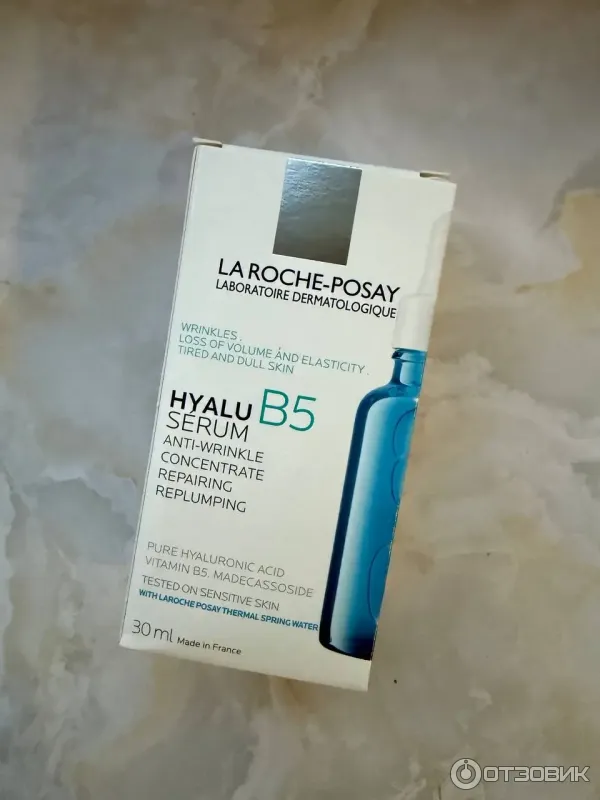 LA ROCHE-POSAY
LABORATOIRE DERMATOLOGIQUE
WRINKLES.
LOSS OF VOLUME AND ELASTICITY.
TIRED AND DULL SKIN
HYALU B5
SÉRUM
ANTI-WRINKLE
CONCENTRATE
REPAIRING
REPLUMPING
PURE HYALURONIC ACID
VITAMIN B5. MADECASSOSIDE
TESTED ON SENSITIVE SKIN
WITH LAROCHE POSAY THERMAL SPRING WATER
30 ml Made in France
ОТЗОВИК